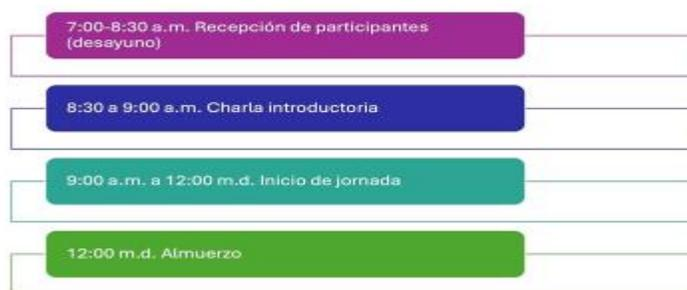 7:00-8:30 a.m. Recepción de participantes
(desayuno)
8:30 a 9:00 a.m. Charla introductoria
9:00 a.m. a 12:00 m.d. Inicio de jornada
12:00 m.d. Almuerzo